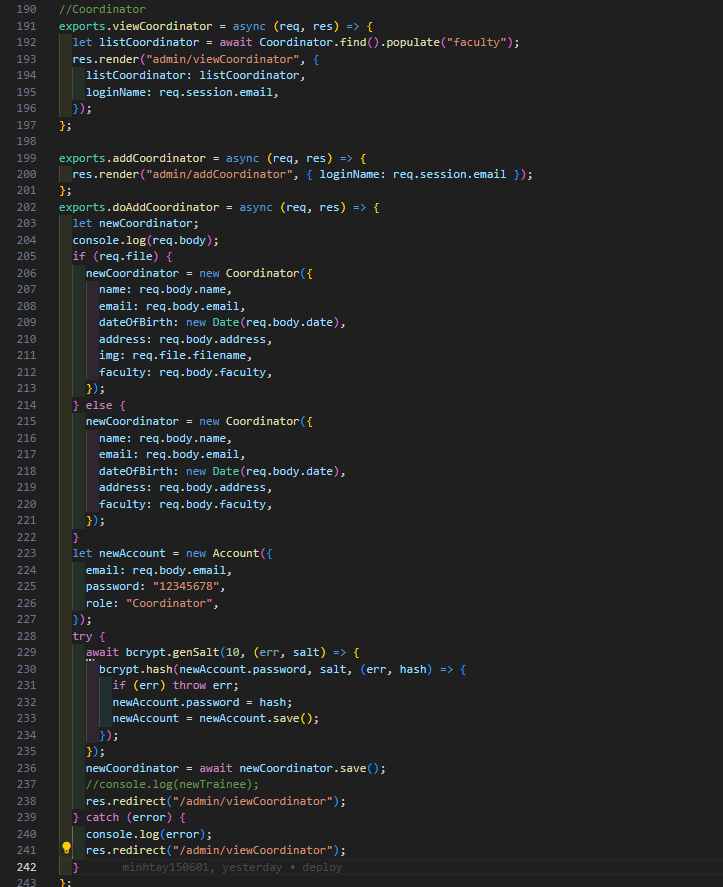 190 //Coordinator
191 exports.viewCoordinator = async (req, res) => {
192   let listCoordinator = await Coordinator.find().populate("faculty");
193   res.render("admin/viewCoordinator", {
194     listCoordinator: listCoordinator,
195     loginName: req.session.email,
196   });
197 };
198
199 exports.addCoordinator = async (req, res) => {
200   res.render("admin/addCoordinator", { loginName: req.session.email });
201 };
202 exports.doAddCoordinator = async (req, res) => {
203   let newCoordinator;
204   console.log(req.body);
205   if (req.file) {
206     newCoordinator = new Coordinator({
207       name: req.body.name,
208       email: req.body.email,
209       dateOfBirth: new Date(req.body.date),
210       address: req.body.address,
211       img: req.file.filename,
212       faculty: req.body.faculty,
213     });
214   } else {
215     newCoordinator = new Coordinator({
216       name: req.body.name,
217       email: req.body.email,
218       dateOfBirth: new Date(req.body.date),
219       address: req.body.address,
220       faculty: req.body.faculty,
221     });
222   }
223   let newAccount = new Account({
224     email: req.body.email,
225     password: "12345678",
226     role: "Coordinator",
227   });
228   try {
229     await bcrypt.genSalt(10, (err, salt) => {
230       bcrypt.hash(newAccount.password, salt, (err, hash) => {
231         if (err) throw err;
232         newAccount.password = hash;
233         newAccount = newAccount.save();
234       });
235     });
236     newCoordinator = await newCoordinator.save();
237     //console.log(newTrainee);
238     res.redirect("/admin/viewCoordinator");
239   } catch (error) {
240     console.log(error);
241     res.redirect("/admin/viewCoordinator");
242   } minhtay150601, yesterday • deploy
243 };